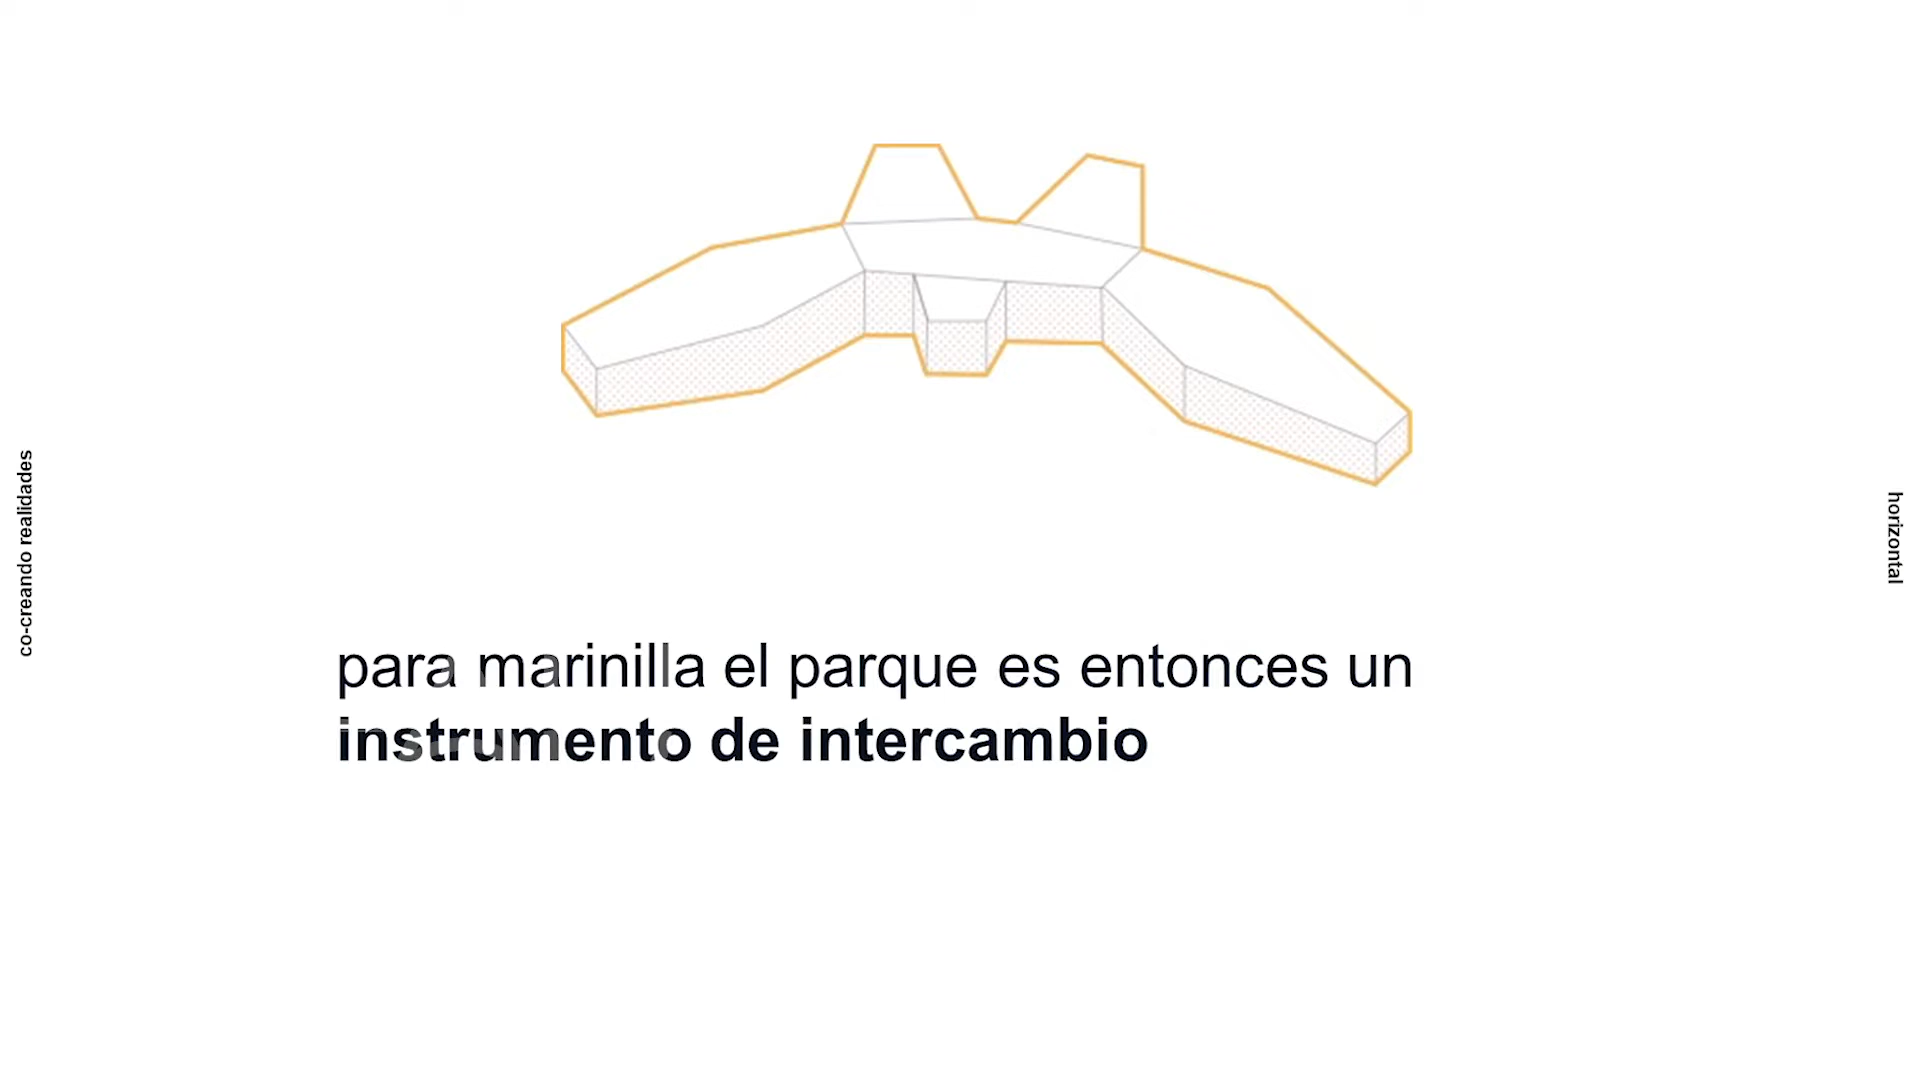 co-creando realidades
horizontal
para marinilla el parque es entonces un
instrumento de intercambio